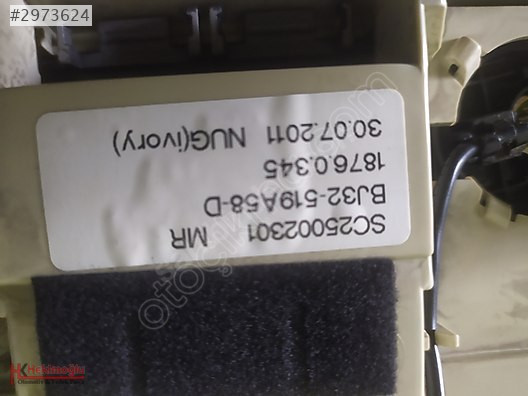 #2973624
SC25002301 MR
BJ32-519A58-D
1876.0.345
30.07.2011 NUG(ivory)